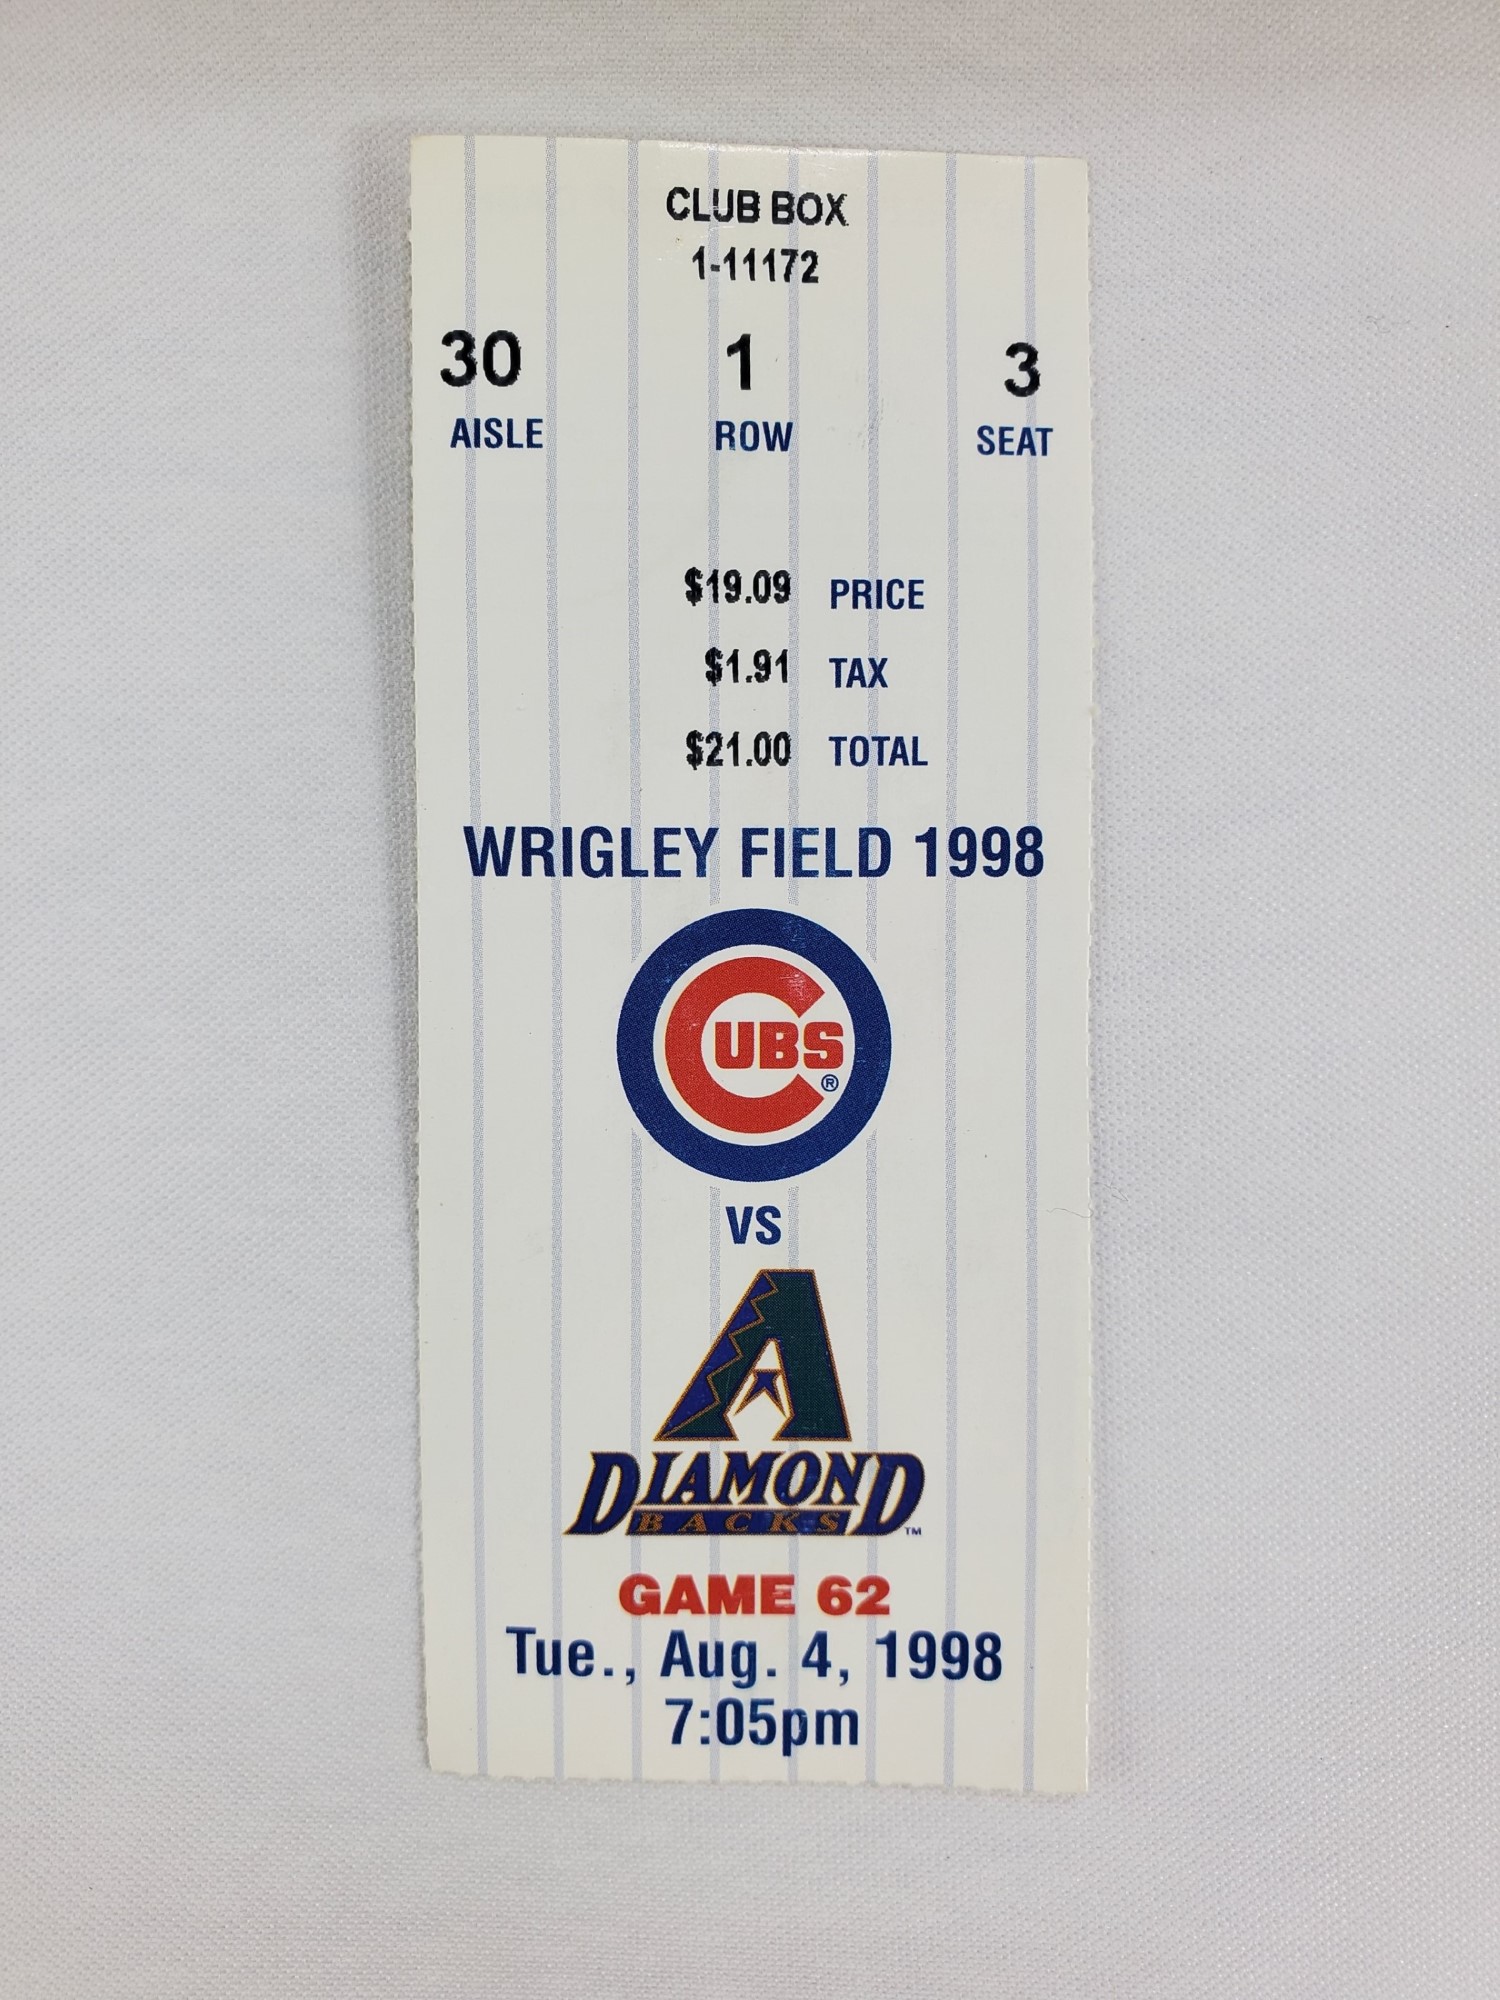 CLUB BOX
1-11172
30 1 3
AISLE ROW SEAT
$19.09 PRICE
$1.91 TAX
$21.00 TOTAL
WRIGLEY FIELD 1998
CUBS®
VS
A
DIAMOND
BACKS™
GAME 62
Tue., Aug. 4, 1998
7:05pm